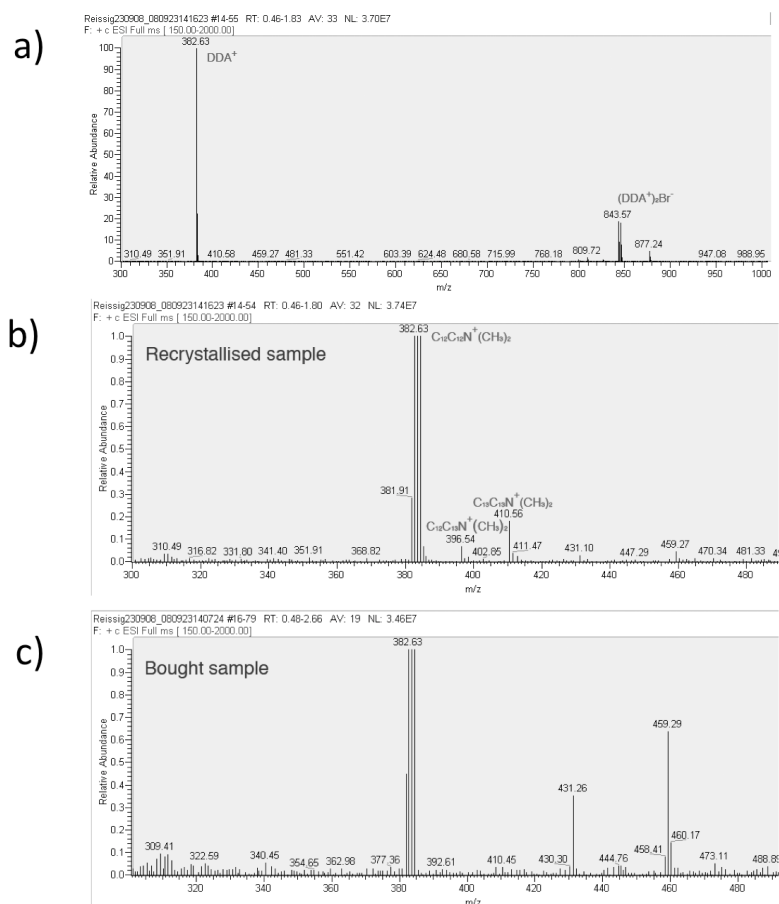 a)
Reissig230908_080923141623 #14-55 RT: 0.46-1.83 AV: 33 NL: 3.70E7
F: + c ESI Full ms [ 150.00-2000.00]
382.63
DDA⁺
(DDA⁺)₂Br⁻
843.57
877.24
310.49 351.91 410.58 459.27 481.33 551.42 603.39 624.48 680.58 715.99 768.18 809.72 947.08 988.95
Relative Abundance
100
90
80
70
60
50
40
30
20
10
0
300 350 400 450 500 550 600 650 700 750 800 850 900 950 1000
m/z
b)
Reissig230908_080923141623 #14-54 RT: 0.46-1.80 AV: 32 NL: 3.74E7
F: + c ESI Full ms [ 150.00-2000.00]
382.63
C₁₂C₁₂N⁺(CH₃)₂
Recrystallised sample
381.91
C₁₃C₁₃N⁺(CH₃)₂
410.56
C₁₂C₁₃N⁺(CH₃)₂
396.54
310.49 316.82 331.80 341.40 351.91 368.82 402.85 411.47 431.10 447.29 459.27 470.34 481.33
Relative Abundance
1.0
0.9
0.8
0.7
0.6
0.5
0.4
0.3
0.2
0.1
0.0
300 320 340 360 380 400 420 440 460 480
m/z
c)
Reissig230908_080923140724 #16-79 RT: 0.48-2.66 AV: 19 NL: 3.46E7
F: + c ESI Full ms [ 150.00-2000.00]
382.63
Bought sample
459.29
431.26
309.41 322.59 340.45 354.65 362.98 377.36 392.61 410.45 430.30 444.76 458.41 460.17 473.11 488.89
Relative Abundance
1.0
0.9
0.8
0.7
0.6
0.5
0.4
0.3
0.2
0.1
0.0
320 340 360 380 400 420 440 460 480
m/z